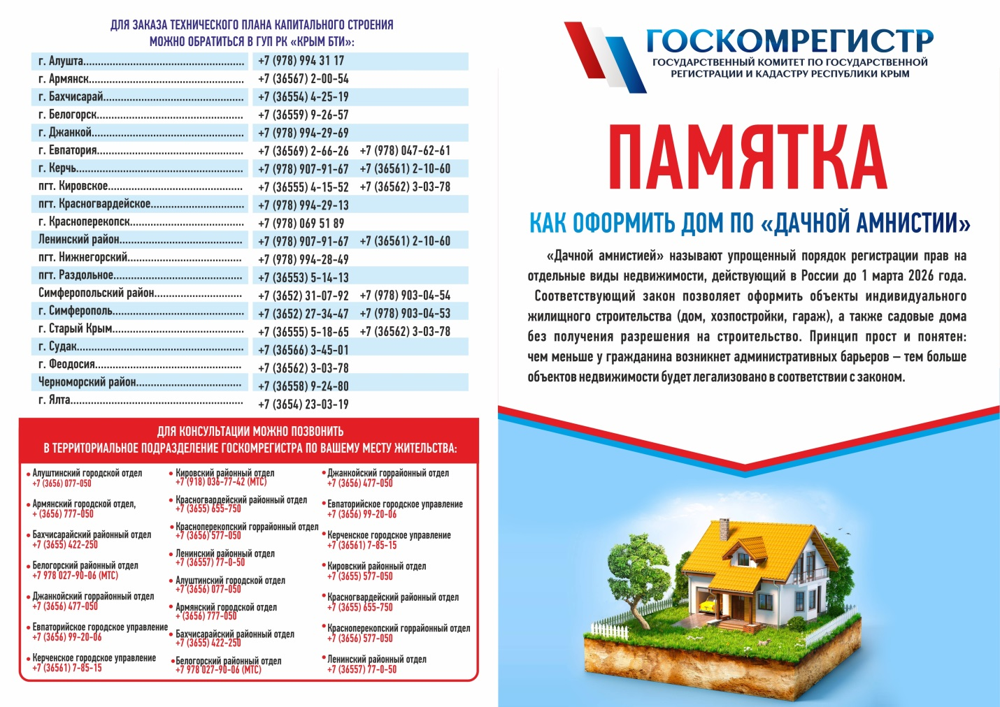 ДЛЯ ЗАКАЗА ТЕХНИЧЕСКОГО ПЛАНА КАПИТАЛЬНОГО СТРОЕНИЯ
МОЖНО ОБРАТИТЬСЯ В ГУП РК «КРЫМ БТИ»:
г. Алушта +7 (978) 994 31 17
г. Армянск +7 (36567) 2-00-54
г. Бахчисарай +7 (36554) 4-25-19
г. Белогорск +7 (36559) 9-26-57
г. Джанкой +7 (978) 994-29-69
г. Евпатория +7 (36569) 2-66-26 +7 (978) 047-62-61
г. Керчь +7 (978) 907-91-67 +7 (36561) 2-10-60
пгт. Кировское +7 (36555) 4-15-52 +7 (36562) 3-03-78
пгт. Красногвардейское +7 (978) 994-29-13
г. Красноперекопск +7 (978) 069 51 89
Ленинский район +7 (978) 907-91-67 +7 (36561) 2-10-60
пгт. Нижнегорский +7 (978) 994-28-49
пгт. Раздольное +7 (36553) 5-14-13
Симферопольский район +7 (3652) 31-07-92 +7 (978) 903-04-54
г. Симферополь +7 (3652) 27-34-47 +7 (978) 903-04-53
г. Старый Крым +7 (36555) 5-18-65 +7 (36562) 3-03-78
г. Судак +7 (36566) 3-45-01
г. Феодосия +7 (36562) 3-03-78
Черноморский район +7 (36558) 9-24-80
г. Ялта +7 (3654) 23-03-19
ДЛЯ КОНСУЛЬТАЦИИ МОЖНО ПОЗВОНИТЬ
В ТЕРРИТОРИАЛЬНОЕ ПОДРАЗДЕЛЕНИЕ ГОСКОМРЕГИСТРА ПО ВАШЕМУ МЕСТУ ЖИТЕЛЬСТВА:
• Алуштинский городской отдел
+7 (3656) 077-050
• Армянский городской отдел,
+ (3656) 777-050
• Бахчисарайский районный отдел
+7 (3655) 422-250
• Белогорский районный отдел
+7 978 027-90-06 (МТС)
• Джанкойский горрайонный отдел
+7 (3656) 477-050
• Евпаторийское городское управление
+7 (3656) 99-20-06
• Керченское городское управление
+7 (36561) 7-85-15
• Кировский районный отдел
+7 (918) 036-77-42 (МТС)
• Красногвардейский районный отдел
+7 (3655) 655-750
• Красноперекопский горрайонный отдел
+7 (3656) 577-050
• Ленинский районный отдел
+7 (36557) 77-0-50
• Алуштинский городской отдел
+7 (3656) 077-050
• Армянский городской отдел
+ (3656) 777-050
• Бахчисарайский районный отдел
+7 (3655) 422-250
• Белогорский районный отдел
+7 978 027-90-06 (МТС)
• Джанкойский горрайонный отдел
+7 (3656) 477-050
• Евпаторийское городское управление
+7 (3656) 99-20-06
• Керченское городское управление
+7 (36561) 7-85-15
• Кировский районный отдел
+7 (3655) 577-050
• Красногвардейский районный отдел
+7 (3655) 655-750
• Красноперекопский горрайонный отдел
+7 (3656) 577-050
• Ленинский районный отдел
+7 (36557) 77-0-50
ГОСКОМРЕГИСТР
ГОСУДАРСТВЕННЫЙ КОМИТЕТ ПО ГОСУДАРСТВЕННОЙ
РЕГИСТРАЦИИ И КАДАСТРУ РЕСПУБЛИКИ КРЫМ
ПАМЯТКА
КАК ОФОРМИТЬ ДОМ ПО «ДАЧНОЙ АМНИСТИИ»
«Дачной амнистией» называют упрощенный порядок регистрации прав на
отдельные виды недвижимости, действующий в России до 1 марта 2026 года.
Соответствующий закон позволяет оформить объекты индивидуального
жилищного строительства (дом, хозпостройки, гараж), а также садовые дома
без получения разрешения на строительство. Принцип прост и понятен:
чем меньше у гражданина возникнет административных барьеров – тем больше
объектов недвижимости будет легализовано в соответствии с законом.